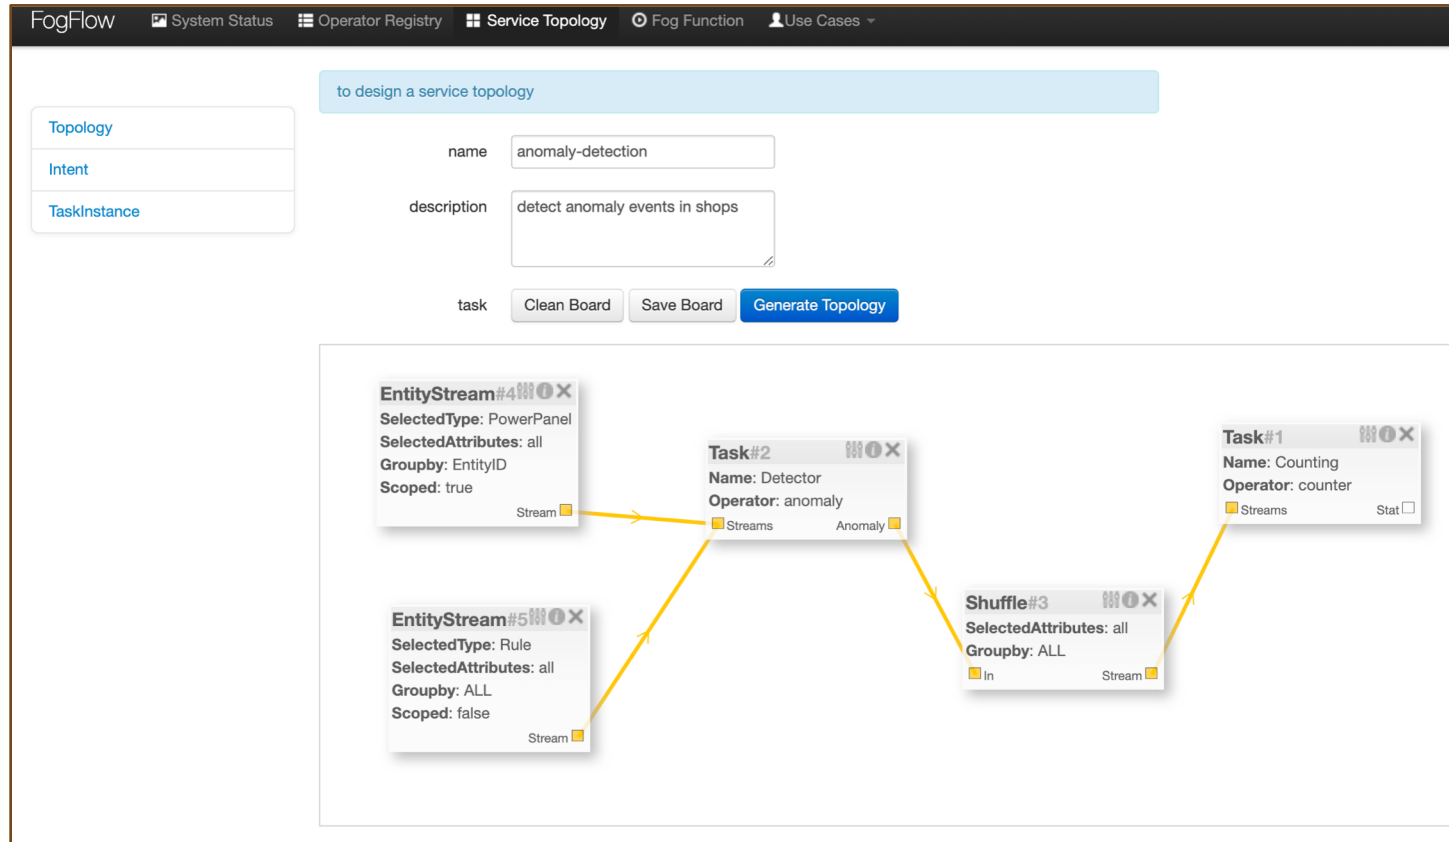 FogFlow System Status Operator Registry Service Topology Fog Function Use Cases
to design a service topology
Topology
Intent
TaskInstance
name anomaly-detection
description detect anomaly events in shops
task Clean Board Save Board Generate Topology
EntityStream#4
SelectedType: PowerPanel
SelectedAttributes: all
Groupby: EntityID
Scoped: true
Stream
Task#2
Name: Detector
Operator: anomaly
Streams Anomaly
Task#1
Name: Counting
Operator: counter
Streams Stat
EntityStream#5
SelectedType: Rule
SelectedAttributes: all
Groupby: ALL
Scoped: false
Stream
Shuffle#3
SelectedAttributes: all
Groupby: ALL
In Stream